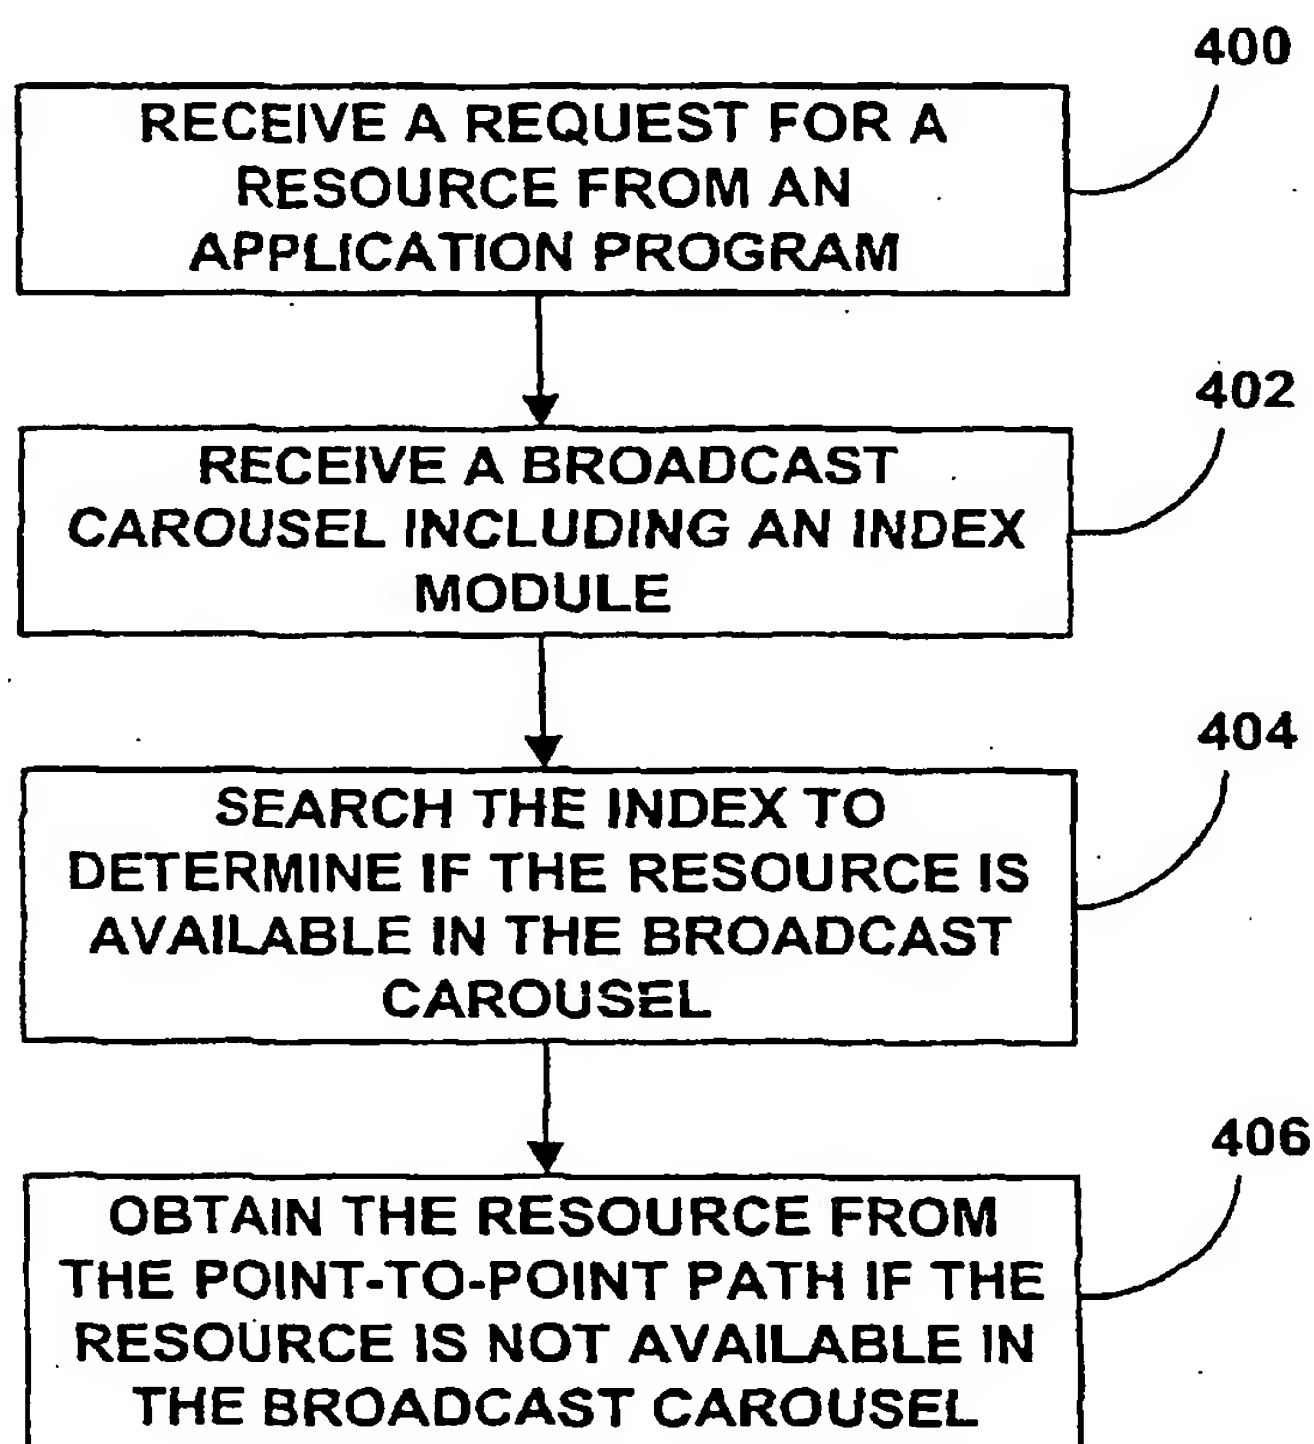 400
RECEIVE A REQUEST FOR A
RESOURCE FROM AN
APPLICATION PROGRAM
402
RECEIVE A BROADCAST
CAROUSEL INCLUDING AN INDEX
MODULE
404
SEARCH THE INDEX TO
DETERMINE IF THE RESOURCE IS
AVAILABLE IN THE BROADCAST
CAROUSEL
406
OBTAIN THE RESOURCE FROM
THE POINT-TO-POINT PATH IF THE
RESOURCE IS NOT AVAILABLE IN
THE BROADCAST CAROUSEL